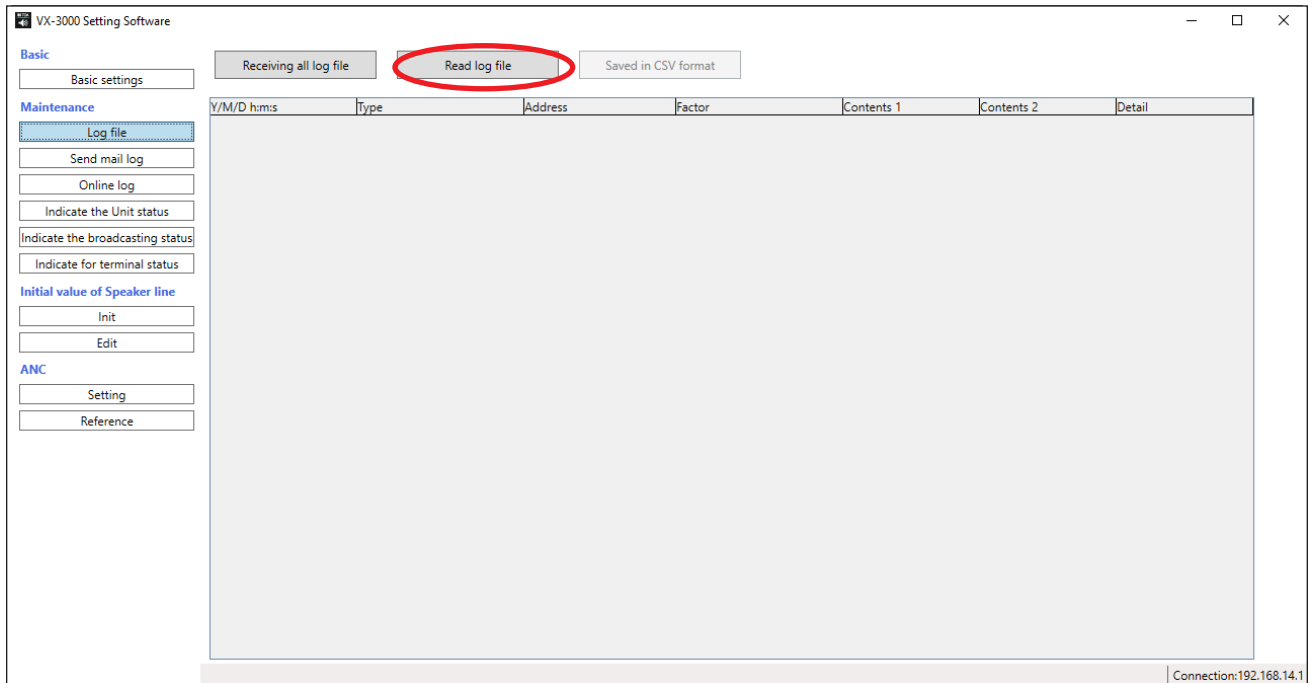 VX-3000 Setting Software
Basic
Basic settings
Maintenance
Log file
Send mail log
Online log
Indicate the Unit status
Indicate the broadcasting status
Indicate for terminal status
Initial value of Speaker line
Init
Edit
ANC
Setting
Reference
Receiving all log file Read log file Saved in CSV format
Y/M/D h:m:s Type Address Factor Contents 1 Contents 2 Detail
Connection:192.168.14.1